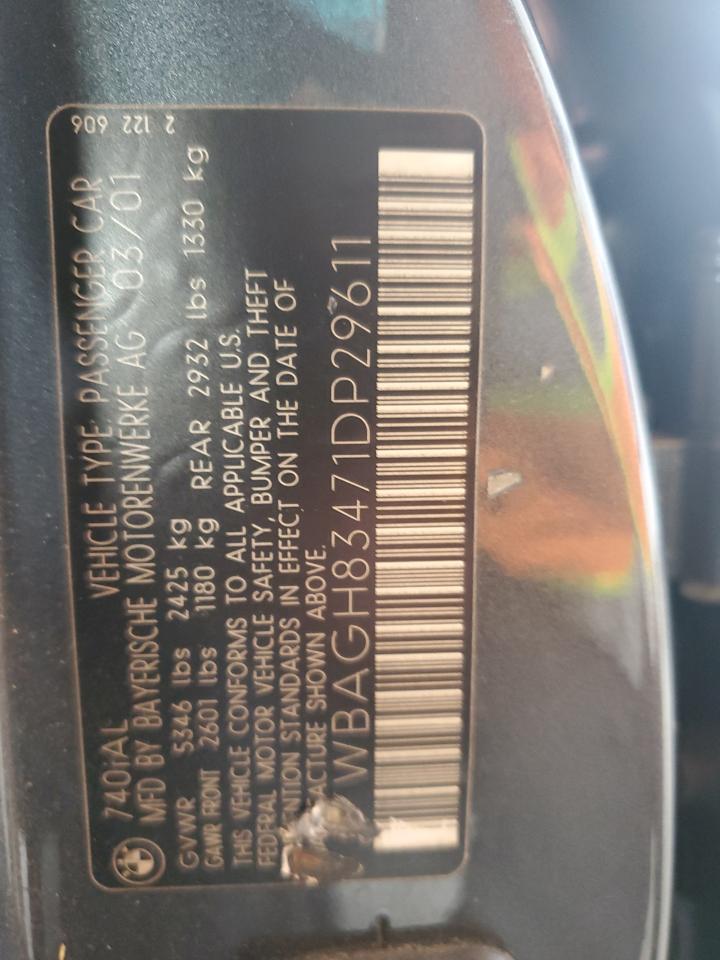 740iAL VEHICLE TYPE: PASSENGER CAR
MFD BY BAYERISCHE MOTORENWERKE AG 03/01
GVWR 5346 lbs 2425 kg
GAWR FRONT 2601 lbs 1180 kg REAR 2932 lbs 1330 kg
THIS VEHICLE CONFORMS TO ALL APPLICABLE U.S.
FEDERAL MOTOR VEHICLE SAFETY, BUMPER AND THEFT
ENTION STANDARDS IN EFFECT ON THE DATE OF
FACTURE SHOWN ABOVE.
WBAGH83471DP29611
2 122 606